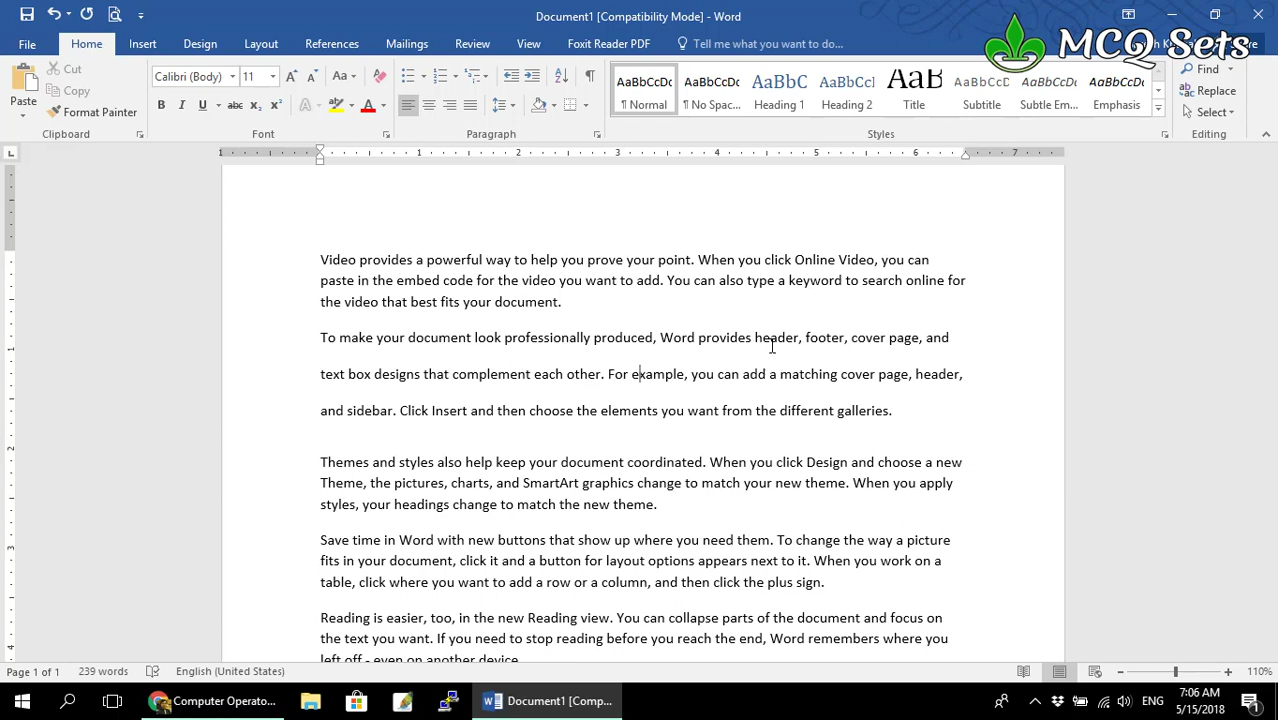 Document1 [Compatibility Mode] - Word
File Home Insert Design Layout References Mailings Review View Foxit Reader PDF Tell me what you want to do...
MCQ Sets
Paste
Cut
Copy
Format Painter
Clipboard
Calibri (Body) 11
Font
Paragraph
AaBbCcDc AaBbCcDc AaBbC AaBbCcI AaB AaBbCcD AaBbCcDc AaBbCcDc
¶ Normal ¶ No Spac... Heading 1 Heading 2 Title Subtitle Subtle Em... Emphasis
Styles
Find
Replace
Select
Editing
1 1 2 3 4 5 6 7
Video provides a powerful way to help you prove your point. When you click Online Video, you can
paste in the embed code for the video you want to add. You can also type a keyword to search online for
the video that best fits your document.
To make your document look professionally produced, Word provides header, footer, cover page, and
text box designs that complement each other. For example, you can add a matching cover page, header,
and sidebar. Click Insert and then choose the elements you want from the different galleries.
Themes and styles also help keep your document coordinated. When you click Design and choose a new
Theme, the pictures, charts, and SmartArt graphics change to match your new theme. When you apply
styles, your headings change to match the new theme.
Save time in Word with new buttons that show up where you need them. To change the way a picture
fits in your document, click it and a button for layout options appears next to it. When you work on a
table, click where you want to add a row or a column, and then click the plus sign.
Reading is easier, too, in the new Reading view. You can collapse parts of the document and focus on
the text you want. If you need to stop reading before you reach the end, Word remembers where you
left off - even on another device.
Page 1 of 1 239 words English (United States) 110%
Computer Operato... Document1 [Comp... ENG 7:06 AM
5/15/2018